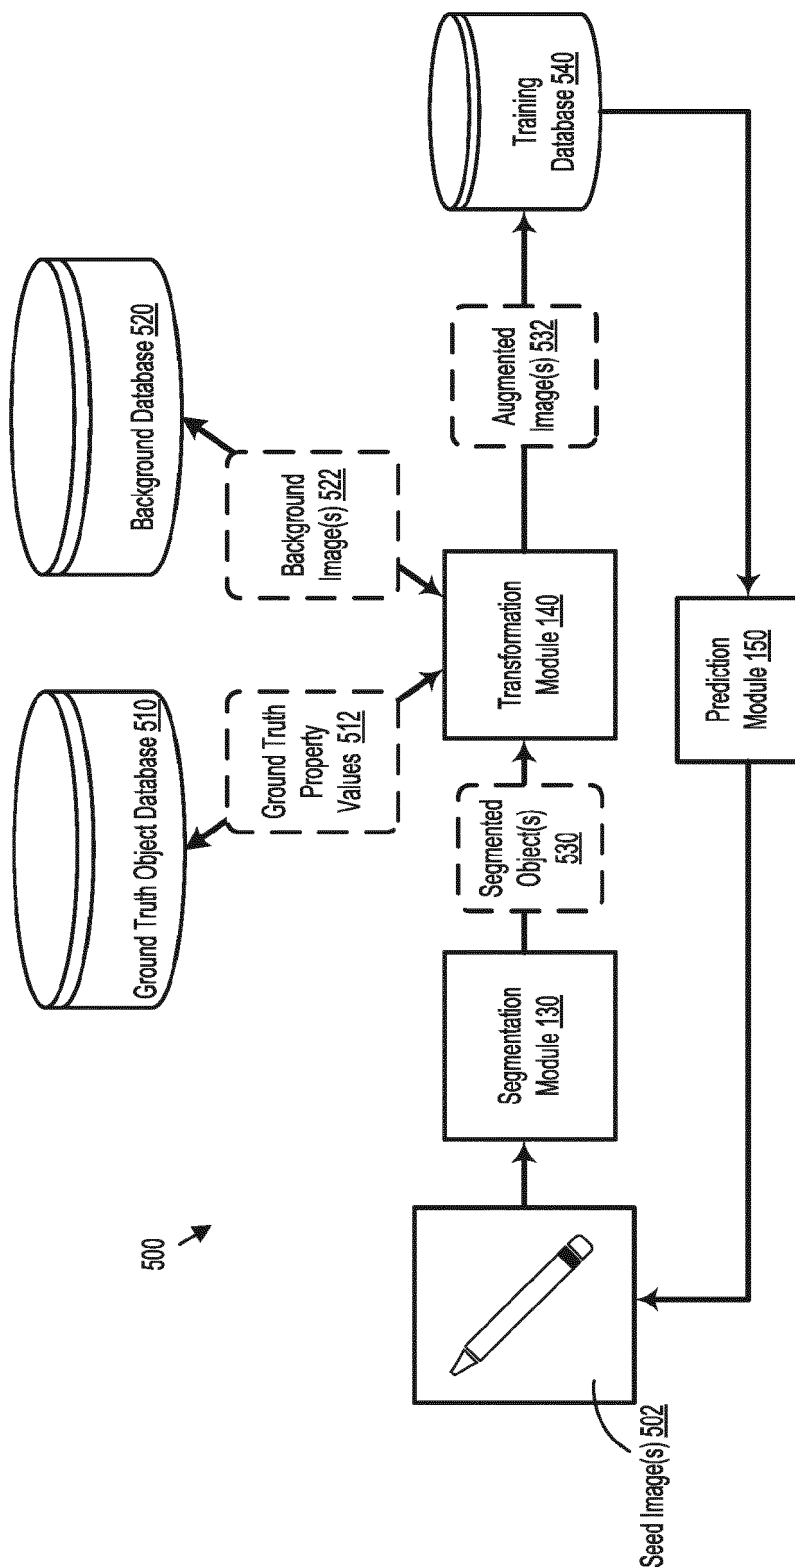 500
Ground Truth Object Database 510
Background Database 520
Ground Truth
Property
Values 512
Background
Image(s) 522
Seed Image(s) 502
Segmentation
Module 130
Segmented
Object(s)
530
Transformation
Module 140
Augmented
Image(s) 532
Training
Database 540
Prediction
Module 150